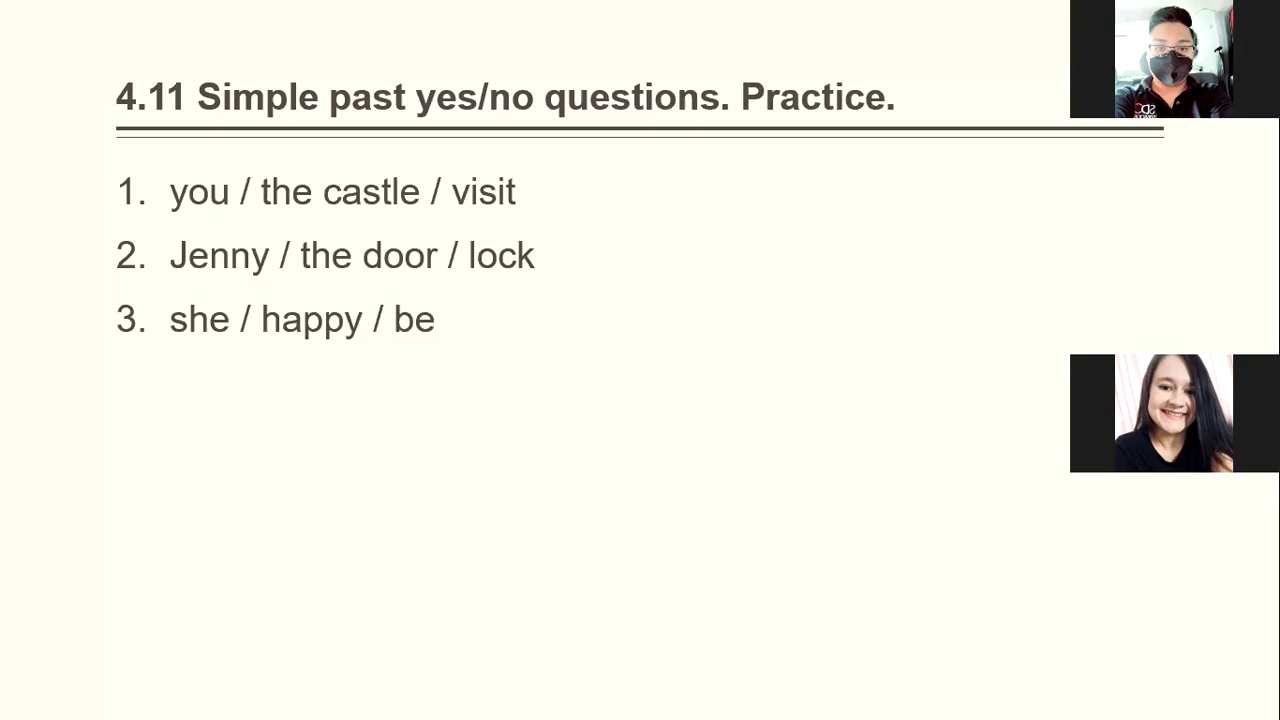 4.11 Simple past yes/no questions. Practice.
1. you / the castle / visit
2. Jenny / the door / lock
3. she / happy / be